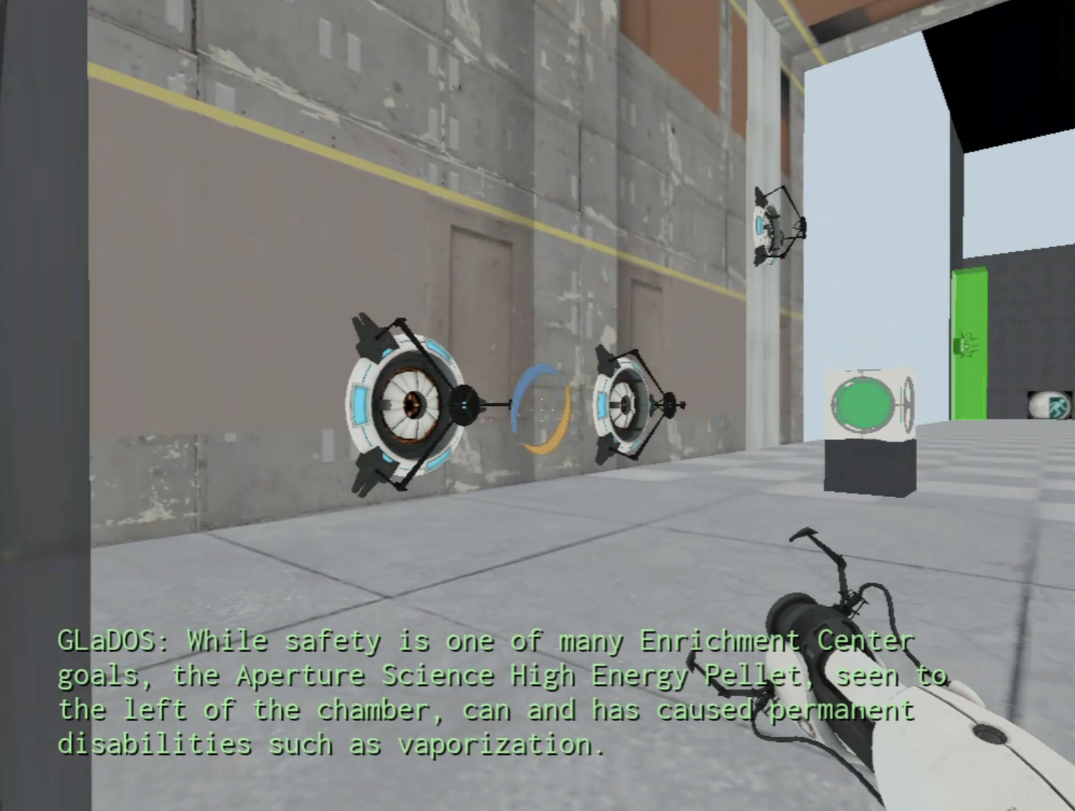 GLaDOS: While safety is one of many Enrichment Center
goals, the Aperture Science High Energy Pellet, seen to
the left of the chamber, can and has caused permanent
disabilities such as vaporization.